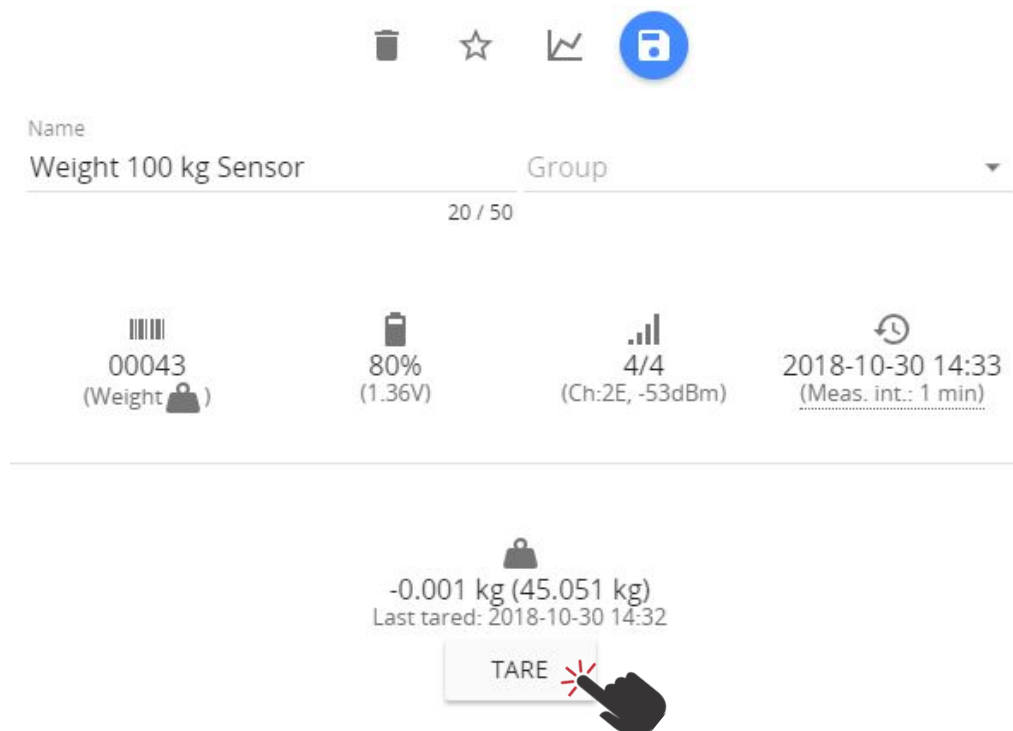 Name
Weight 100 kg Sensor
Group
20 / 50
00043
(Weight )
80%
(1.36V)
4/4
(Ch:2E, -53dBm)
2018-10-30 14:33
(Meas. int.: 1 min)
-0.001 kg (45.051 kg)
Last tared: 2018-10-30 14:32
TARE